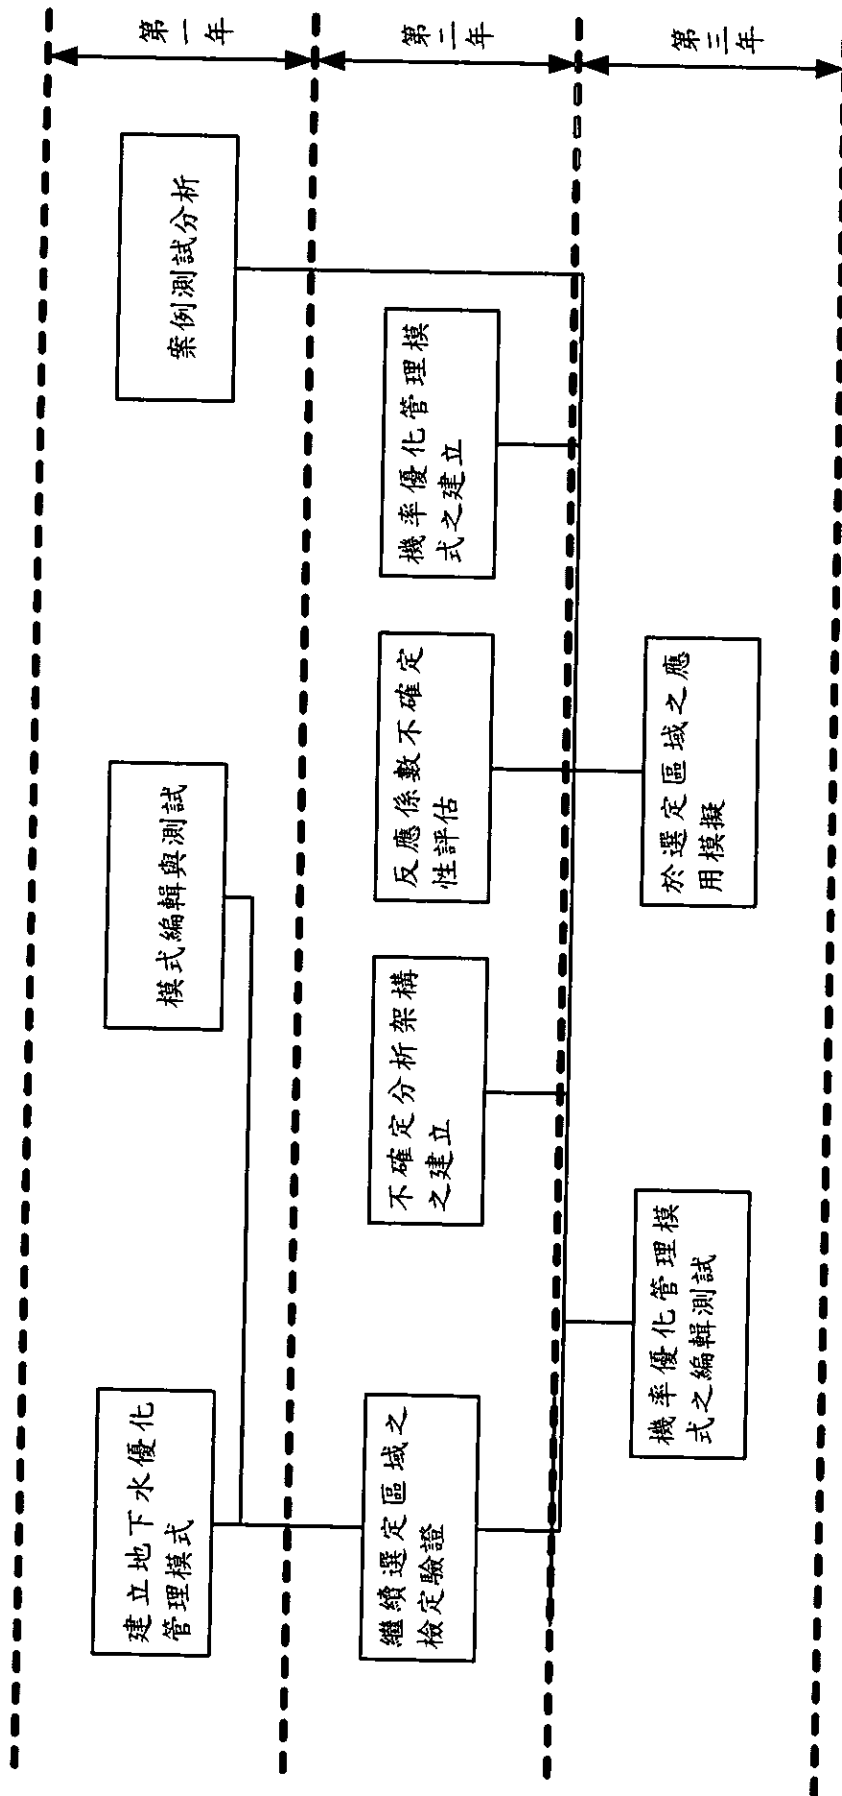 第一年
建立地下水優化
管理模式
模式編輯與測試
案例測試分析
第二年
繼續選定區域之
檢定驗證
不確定分析架構
之建立
反應係數不確定
性評估
機率優化管理模
式之建立
第三年
機率優化管理模
式之編輯測試
於選定區域之應
用模擬